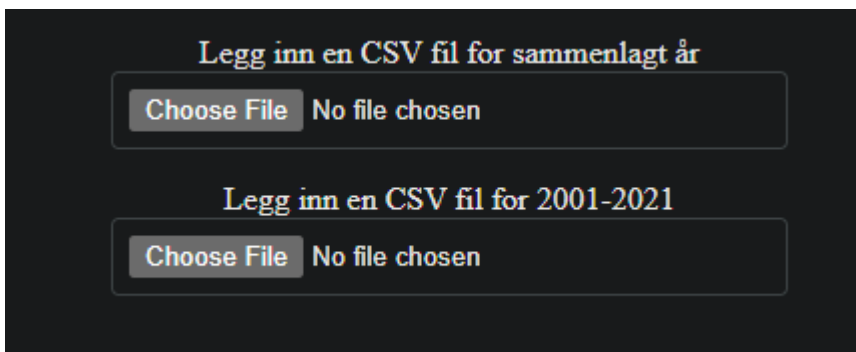 Legg inn en CSV fil for sammenlagt år
Choose File No file chosen
Legg inn en CSV fil for 2001-2021
Choose File No file chosen